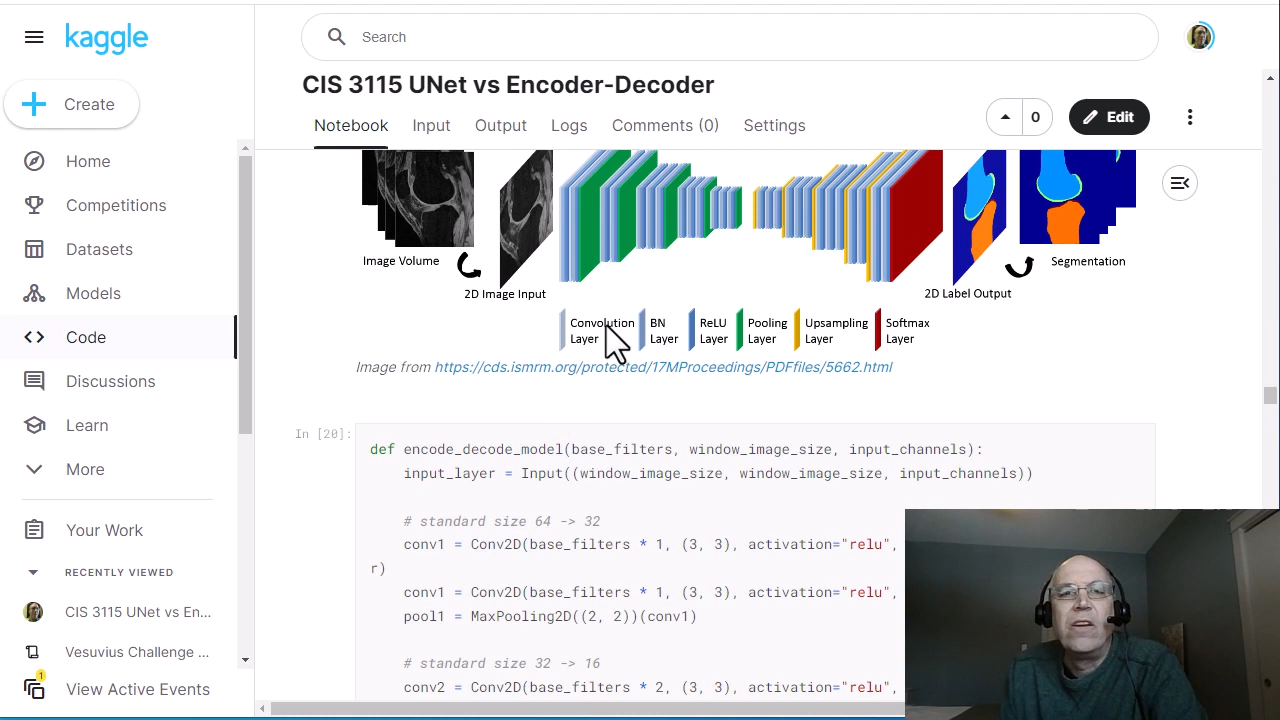 kaggle
Search
CIS 3115 UNet vs Encoder-Decoder
0
Edit
Create
Notebook Input Output Logs Comments (0) Settings
Home
Competitions
Datasets
Models
Code
Discussions
Learn
More
Your Work
RECENTLY VIEWED
CIS 3115 UNet vs En...
Vesuvius Challenge ...
1
View Active Events
Image Volume
2D Image Input
2D Label Output
Segmentation
Convolution Layer
BN Layer
ReLU Layer
Pooling Layer
Upsampling Layer
Softmax Layer
Image from https://cds.ismrm.org/protected/17MProceedings/PDFfiles/5662.html
In [20]:
def encode_decode_model(base_filters, window_image_size, input_channels):
input_layer = Input((window_image_size, window_image_size, input_channels))
# standard size 64 -> 32
conv1 = Conv2D(base_filters * 1, (3, 3), activation="relu",
r)
conv1 = Conv2D(base_filters * 1, (3, 3), activation="relu",
pool1 = MaxPooling2D((2, 2))(conv1)
# standard size 32 -> 16
conv2 = Conv2D(base_filters * 2, (3, 3), activation="relu",